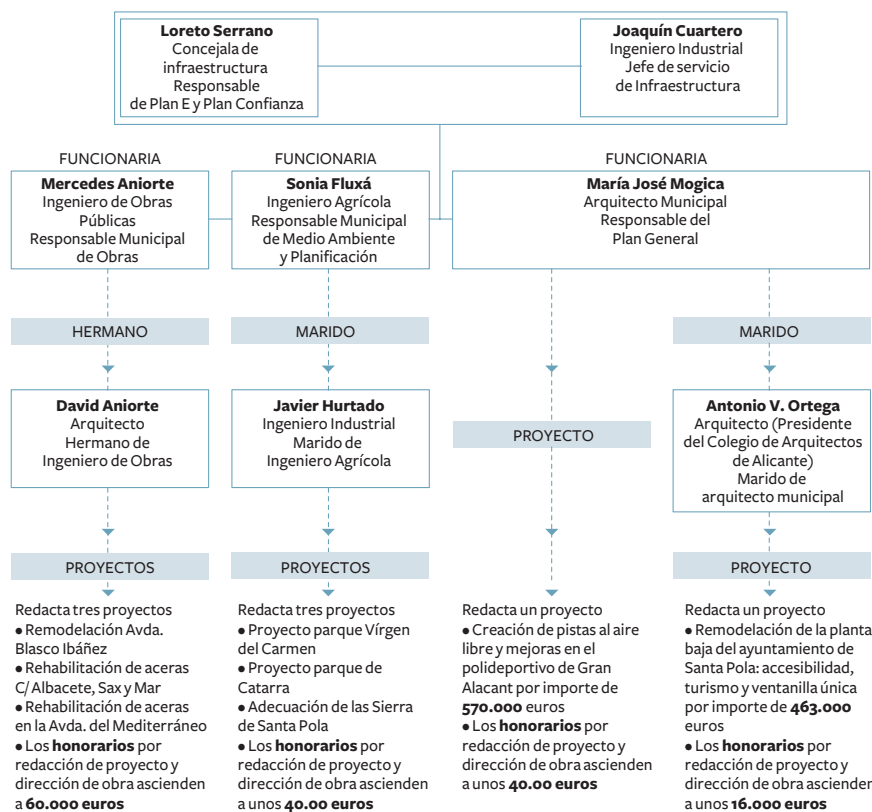 Loreto Serrano
Concejala de
infraestructura
Responsable
de Plan E y Plan Confianza
Joaquín Cuartero
Ingeniero Industrial
Jefe de servicio
de Infraestructura
FUNCIONARIA
Mercedes Aniorte
Ingeniero de Obras
Públicas
Responsable Municipal
de Obras
FUNCIONARIA
Sonia Fluxá
Ingeniero Agrícola
Responsable Municipal
de Medio Ambiente
y Planificación
FUNCIONARIA
María José Mogica
Arquitecto Municipal
Responsable del
Plan General
HERMANO
MARIDO
MARIDO
David Aniorte
Arquitecto
Hermano de
Ingeniero de Obras
Javier Hurtado
Ingeniero Industrial
Marido de
Ingeniero Agrícola
PROYECTO
Antonio V. Ortega
Arquitecto (Presidente
del Colegio de Arquitectos
de Alicante)
Marido de
arquitecto municipal
PROYECTOS
PROYECTOS
PROYECTO
Redacta tres proyectos
• Remodelación Avda.
Blasco Ibáñez
• Rehabilitación de aceras
C/ Albacete, Sax y Mar
• Rehabilitación de aceras
en la Avda. del Mediterráneo
• Los honorarios por
redacción de proyecto y
dirección de obra ascienden
a 60.000 euros
Redacta tres proyectos
• Proyecto parque Vírgen
del Carmen
• Proyecto parque de
Catarra
• Adecuación de las Sierra
de Santa Pola
• Los honorarios por
redacción de proyecto y
dirección de obra ascienden
a unos 40.00 euros
Redacta un proyecto
• Creación de pistas al aire
libre y mejoras en el
polideportivo de Gran
Alacant por importe de
570.000 euros
• Los honorarios por
redacción de proyecto y
dirección de obra ascienden
a unos 40.00 euros
Redacta un proyecto
• Remodelación de la planta
baja del ayuntamiento de
Santa Pola: accesibilidad,
turismo y ventanilla única
por importe de 463.000
euros
• Los honorarios por
redacción de proyecto y
dirección de obra ascienden
a unos 16.000 euros